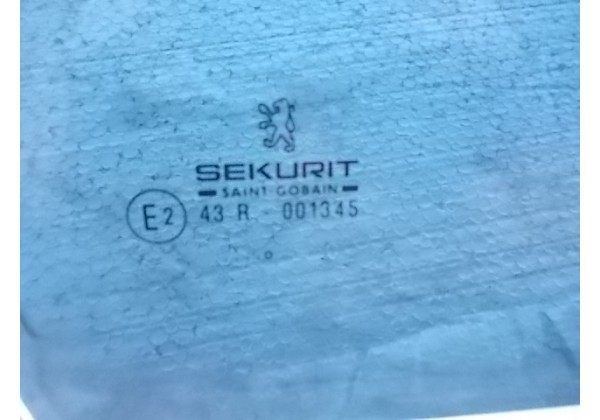 SEKURIT
SAINT-GOBAIN
E2 43 R - 001345